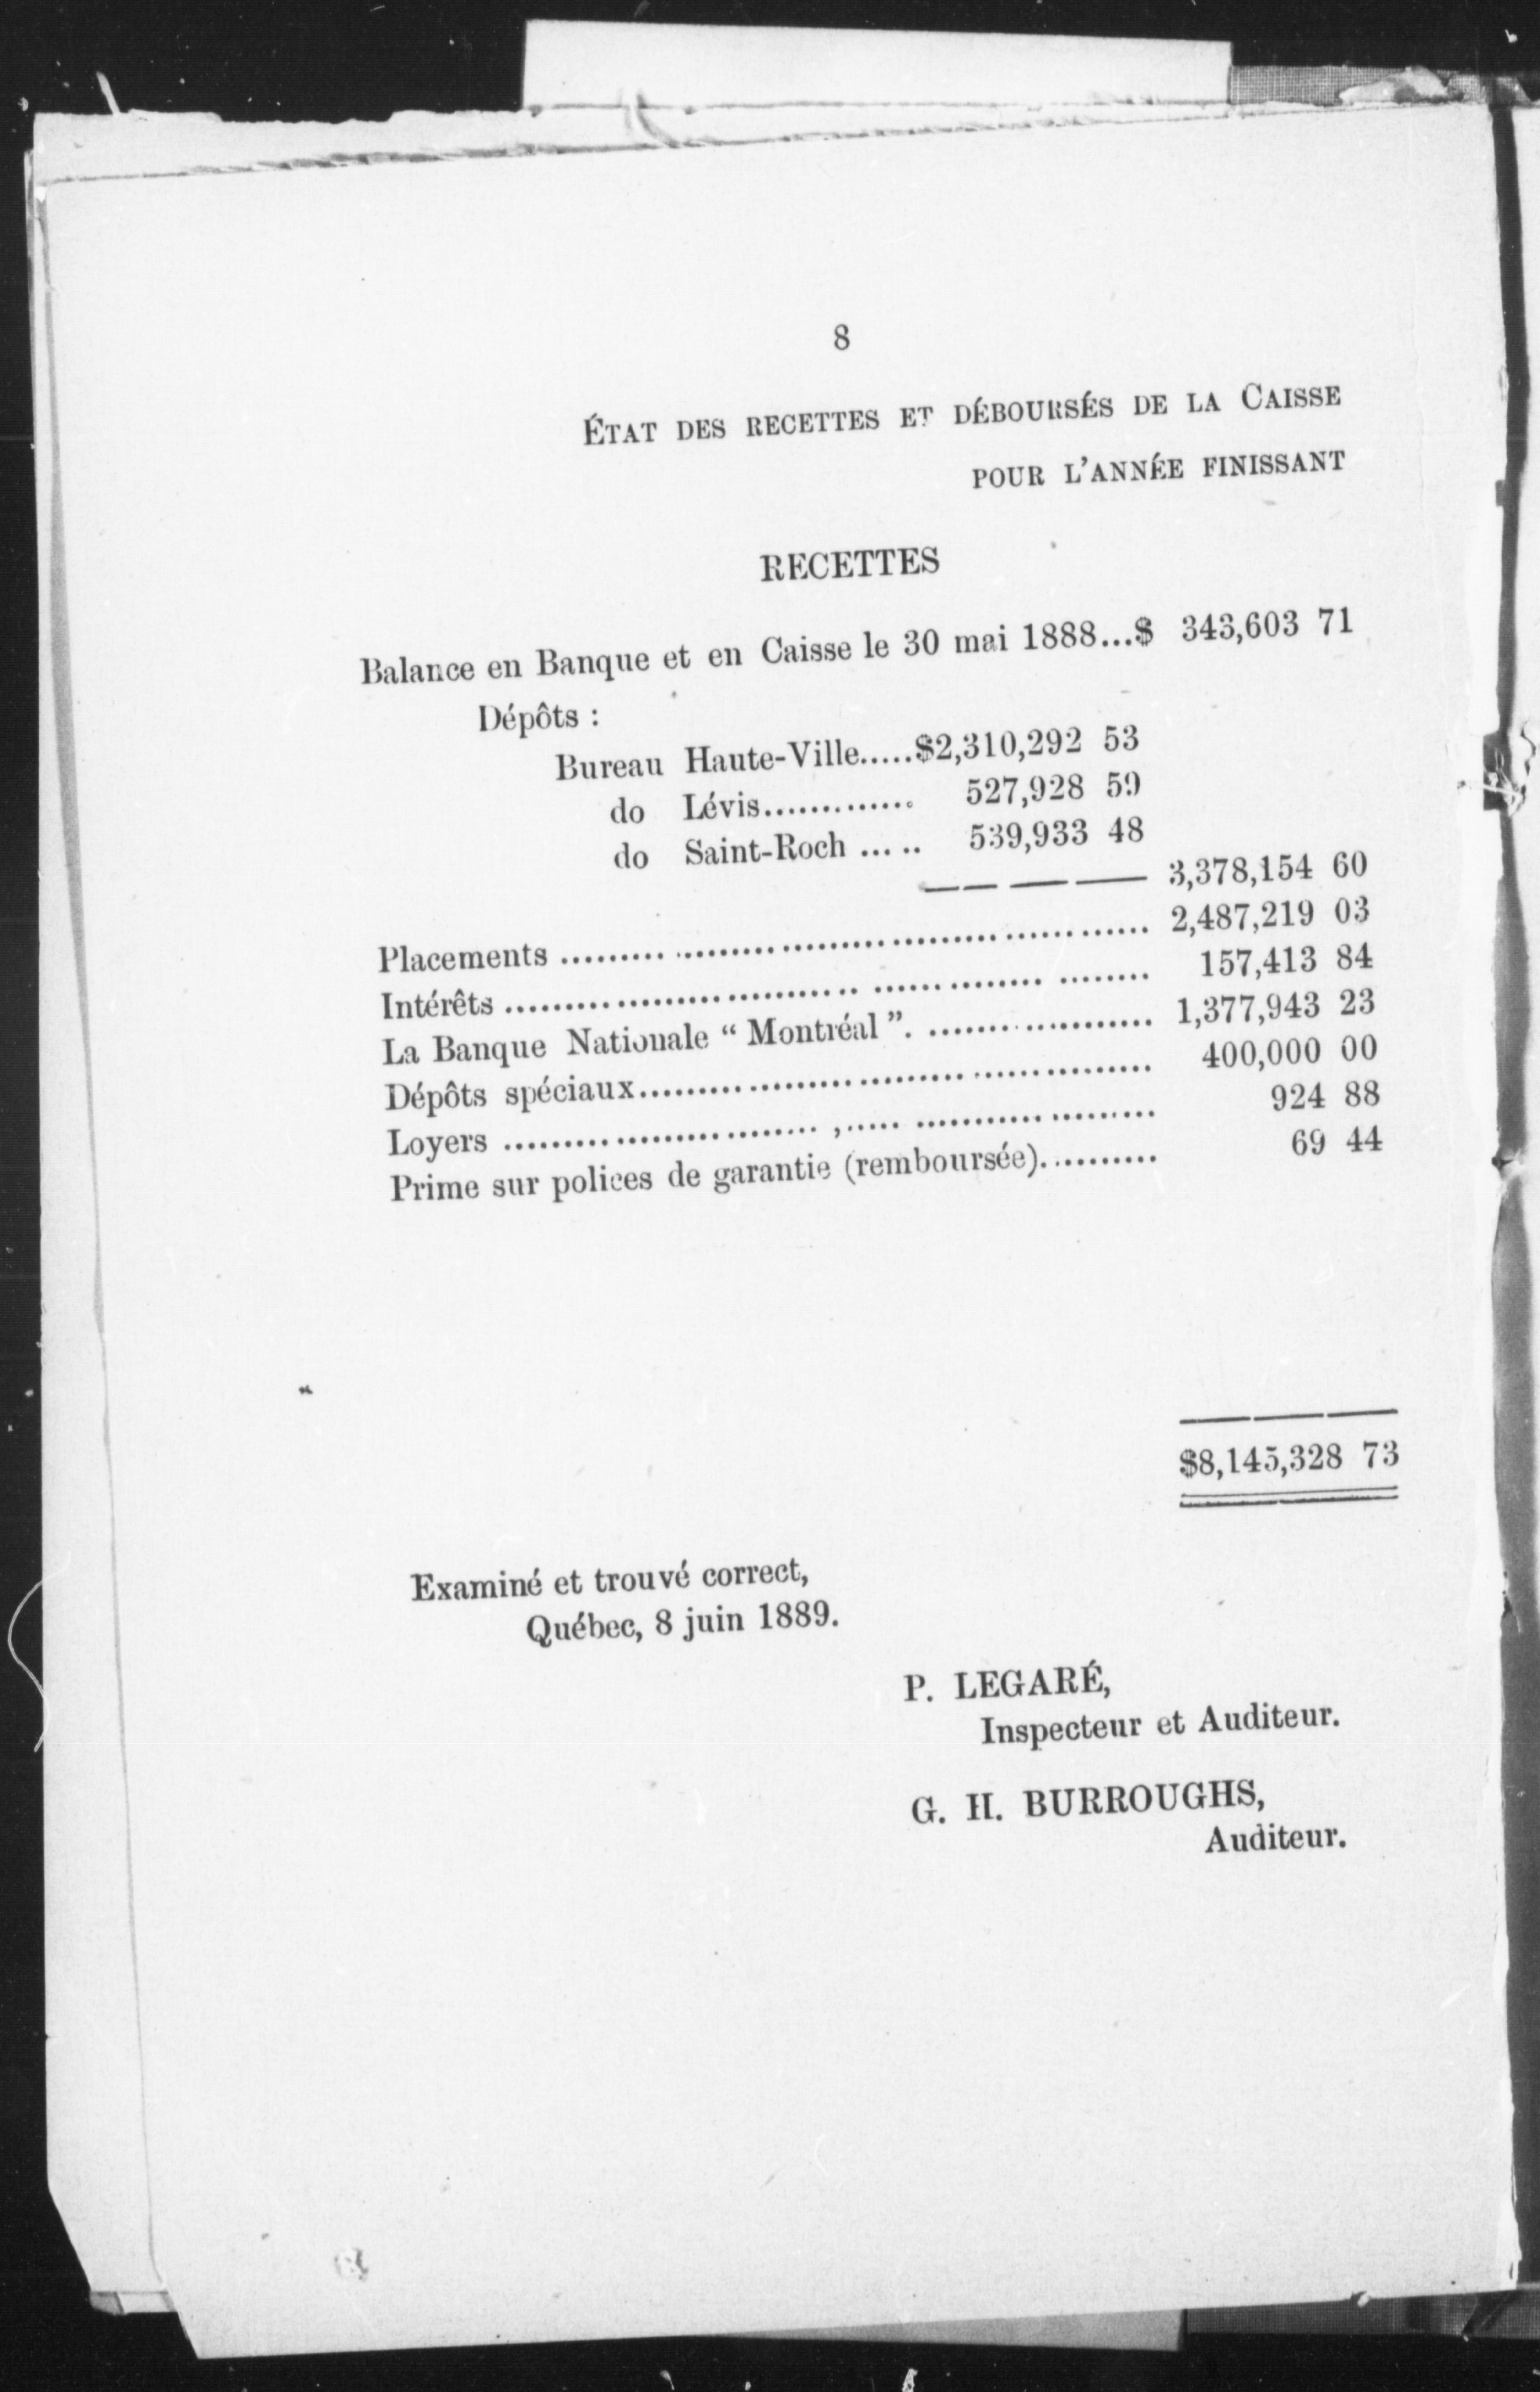 8
ÉTAT DES RECETTES ET DÉBOURSÉS DE LA CAISSE
POUR L'ANNÉE FINISSANT
RECETTES
Balance en Banque et en Caisse le 30 mai 1888...$ 343,603 71
Dépôts :
Bureau Haute-Ville.....$2,310,292 53
do Lévis............. 527,928 59
do Saint-Roch ..... 539,933 48
3,378,154 60
Placements .................................................. 2,487,219 03
Intérêts .................................................. 157,413 84
La Banque Nationale “ Montréal ”. .................... 1,377,943 23
Dépôts spéciaux............................................. 400,000 00
Loyers ............................ ,..... .................... 924 88
Prime sur polices de garantie (remboursée)........... 69 44
$8,145,328 73
Examiné et trouvé correct,
Québec, 8 juin 1889.
P. LEGARÉ,
Inspecteur et Auditeur.
G. H. BURROUGHS,
Auditeur.